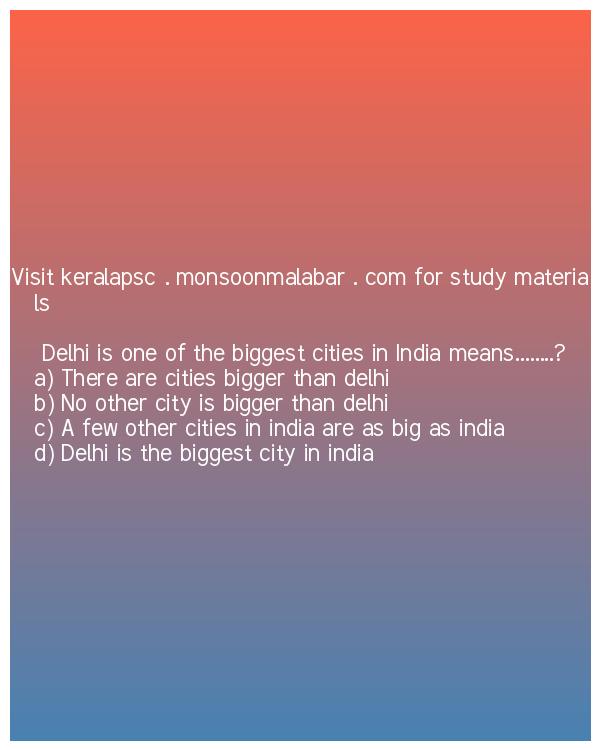 Visit keralapsc . monsoonmalabar . com for study materia
ls
Delhi is one of the biggest cities in India means........?
a) There are cities bigger than delhi
b) No other city is bigger than delhi
c) A few other cities in india are as big as india
d) Delhi is the biggest city in india